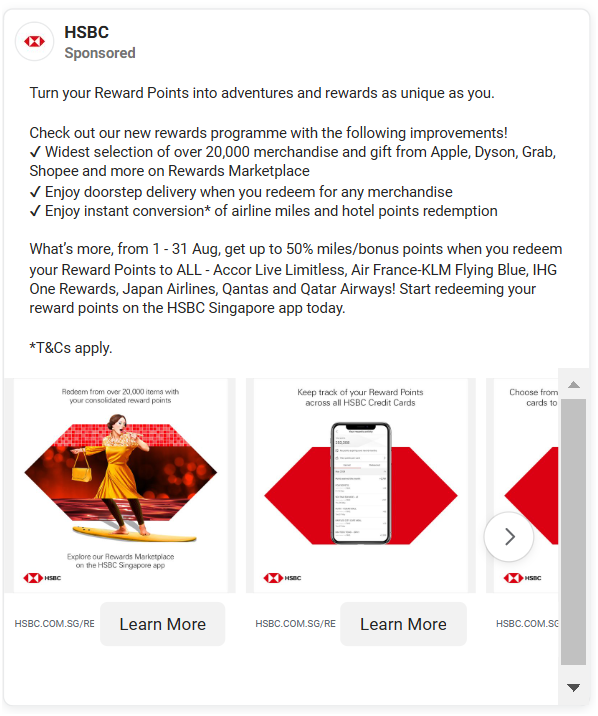 HSBC
Sponsored
Turn your Reward Points into adventures and rewards as unique as you.
Check out our new rewards programme with the following improvements!
✓ Widest selection of over 20,000 merchandise and gift from Apple, Dyson, Grab,
Shopee and more on Rewards Marketplace
✓ Enjoy doorstep delivery when you redeem for any merchandise
✓ Enjoy instant conversion* of airline miles and hotel points redemption
What's more, from 1 - 31 Aug, get up to 50% miles/bonus points when you redeem
your Reward Points to ALL - Accor Live Limitless, Air France-KLM Flying Blue, IHG
One Rewards, Japan Airlines, Qantas and Qatar Airways! Start redeeming your
reward points on the HSBC Singapore app today.
*T&Cs apply.
Redeem from over 20,000 items with
your consolidated reward points
Explore our Rewards Marketplace
on the HSBC Singapore app
HSBC
HSBC.COM.SG/RE
Learn More
Keep track of your Reward Points
across all HSBC Credit Cards
HSBC
HSBC.COM.SG/RE
Learn More
Choose from
cards to
HSBC
HSBC.COM.SG